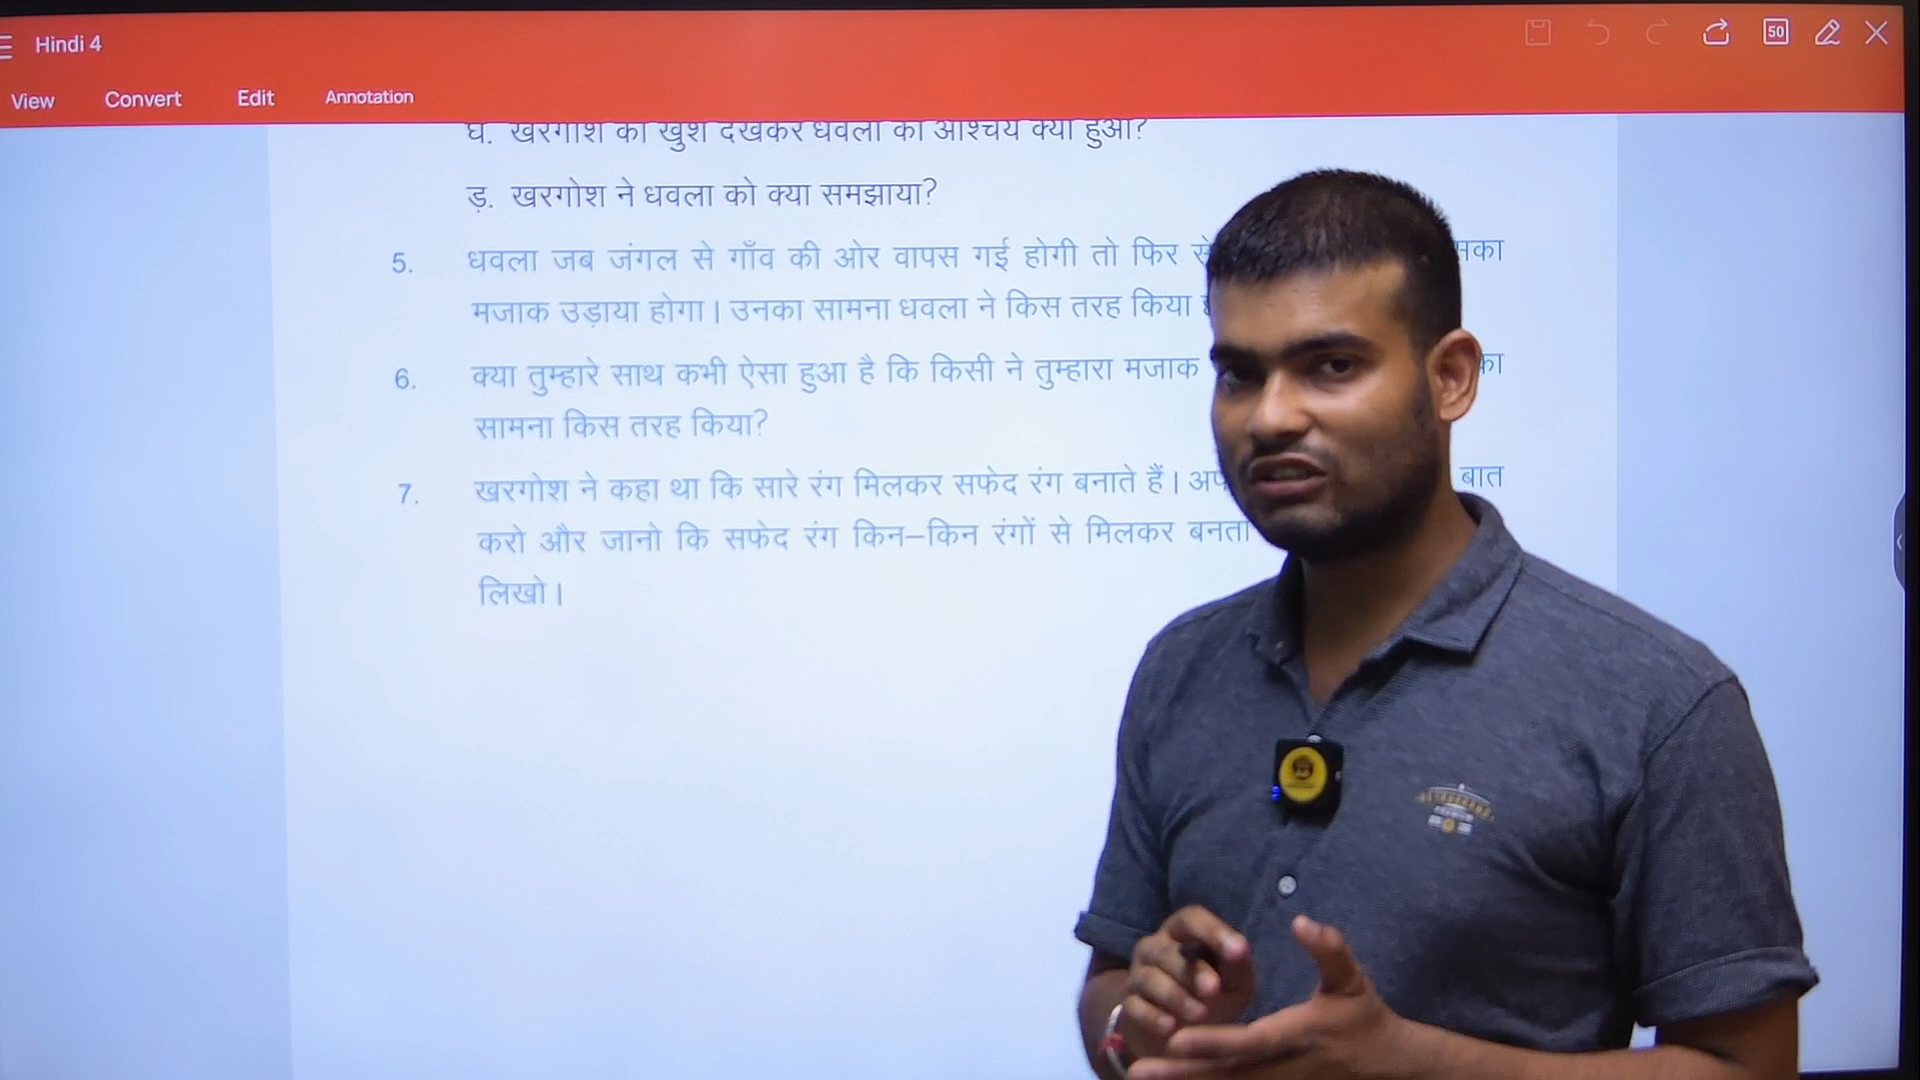 Hindi 4
50
View Convert Edit Annotation
घ. खरगोश को खुश देखकर धवला को आश्चर्य क्यों हुआ?
ड़. खरगोश ने धवला को क्या समझाया?
5. धवला जब जंगल से गाँव की ओर वापस गई होगी तो फिर से
मजाक उड़ाया होगा। उनका सामना धवला ने किस तरह किया
6. क्या तुम्हारे साथ कभी ऐसा हुआ है कि किसी ने तुम्हारा मजाक का
सामना किस तरह किया?
7. खरगोश ने कहा था कि सारे रंग मिलकर सफेद रंग बनाते हैं। बात
करो और जानो कि सफेद रंग किन–किन रंगों से मिलकर बनता
लिखो।